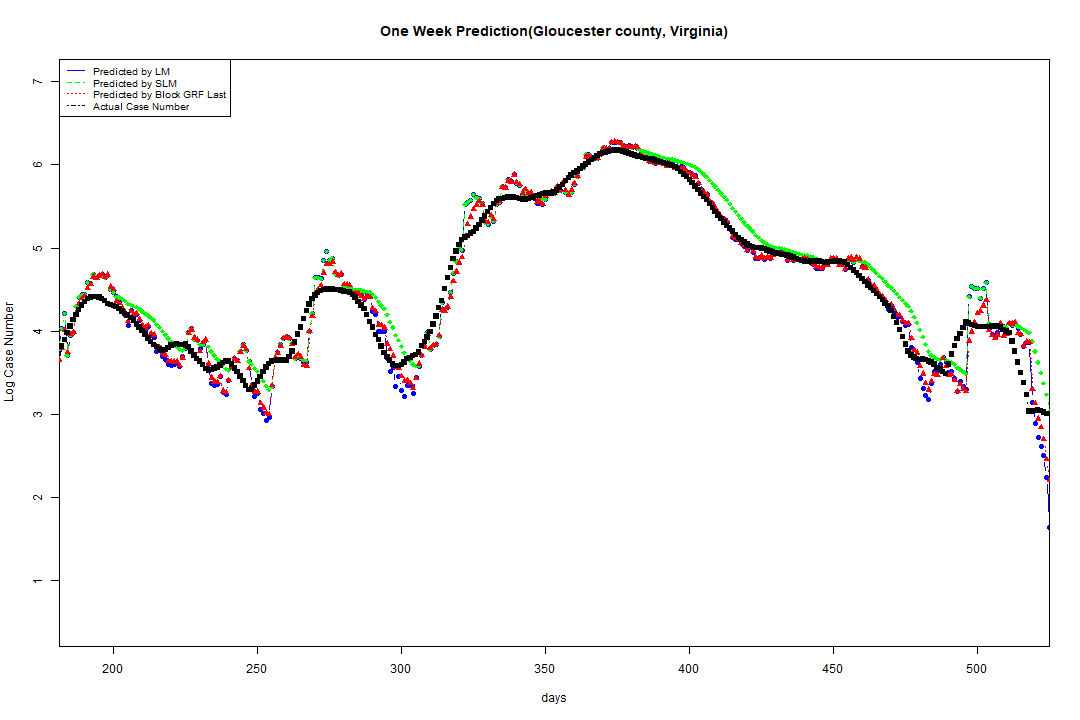 One Week Prediction(Gloucester county, Virginia)
Predicted by LM
Predicted by SLM
Predicted by Block GRF Last
Actual Case Number
Log Case Number
7
6
5
4
3
2
1
200 250 300 350 400 450 500
days